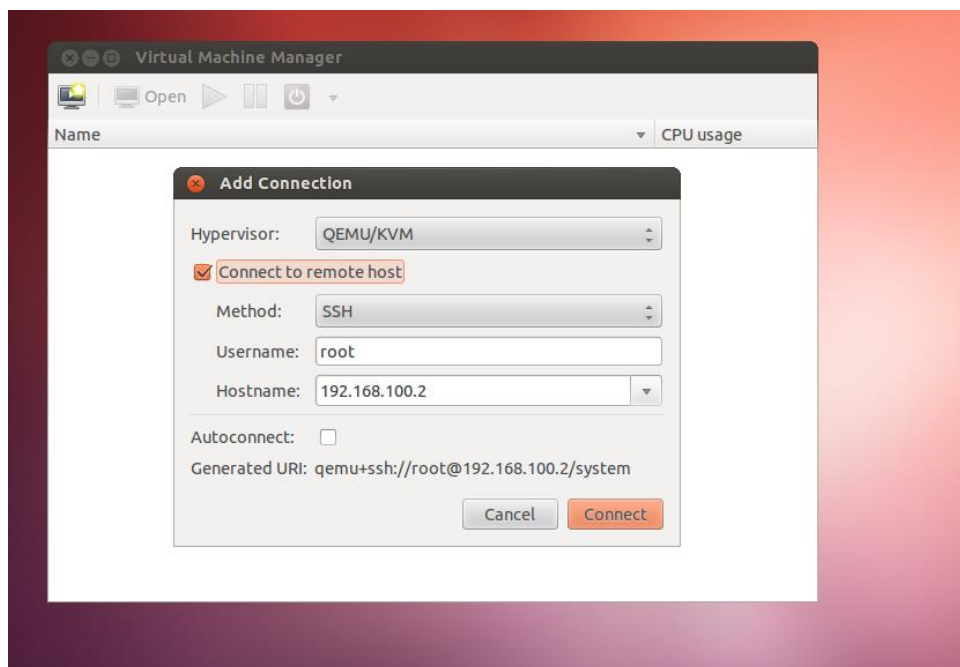 Virtual Machine Manager
Open
Name CPU usage
Add Connection
Hypervisor: QEMU/KVM
Connect to remote host
Method: SSH
Username: root
Hostname: 192.168.100.2
Autoconnect:
Generated URI: qemu+ssh://root@192.168.100.2/system
Cancel Connect